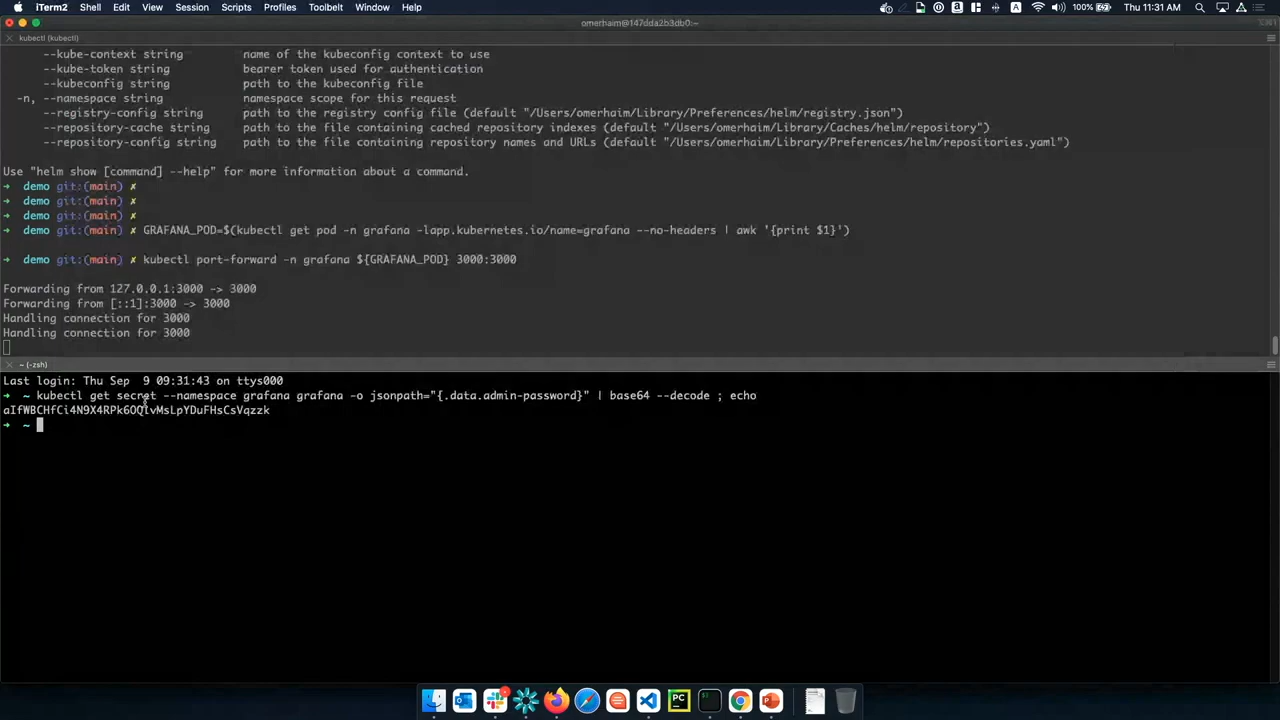 iTerm2 Shell Edit View Session Scripts Profiles Toolbelt Window Help 100% Thu 11:31 AM
omerhaim@147dda2b3db0:~
kubectl (kubectl)
--kube-context string name of the kubeconfig context to use
--kube-token string bearer token used for authentication
--kubeconfig string path to the kubeconfig file
-n, --namespace string namespace scope for this request
--registry-config string path to the registry config file (default "/Users/omerhaim/Library/Preferences/helm/registry.json")
--repository-cache string path to the file containing cached repository indexes (default "/Users/omerhaim/Library/Caches/helm/repository")
--repository-config string path to the file containing repository names and URLs (default "/Users/omerhaim/Library/Preferences/helm/repositories.yaml")
Use "helm show [command] --help" for more information about a command.
➜ demo git:(main) ✗
➜ demo git:(main) ✗
➜ demo git:(main) ✗
➜ demo git:(main) ✗ GRAFANA_POD=$(kubectl get pod -n grafana -lapp.kubernetes.io/name=grafana --no-headers | awk '{print $1}')
➜ demo git:(main) ✗ kubectl port-forward -n grafana ${GRAFANA_POD} 3000:3000
Forwarding from 127.0.0.1:3000 -> 3000
Forwarding from [::1]:3000 -> 3000
Handling connection for 3000
Handling connection for 3000
~ (-zsh)
Last login: Thu Sep 9 09:31:43 on ttys000
➜ ~ kubectl get secret --namespace grafana grafana -o jsonpath="{.data.admin-password}" | base64 --decode ; echo
➜ ~